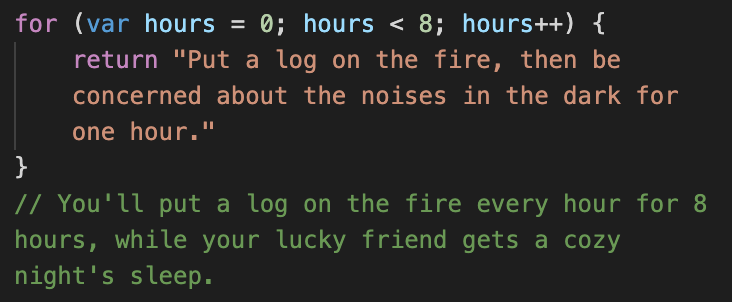 for (var hours = 0; hours < 8; hours++) {
    return "Put a log on the fire, then be
    concerned about the noises in the dark for
    one hour."
}
// You'll put a log on the fire every hour for 8
hours, while your lucky friend gets a cozy
night's sleep.